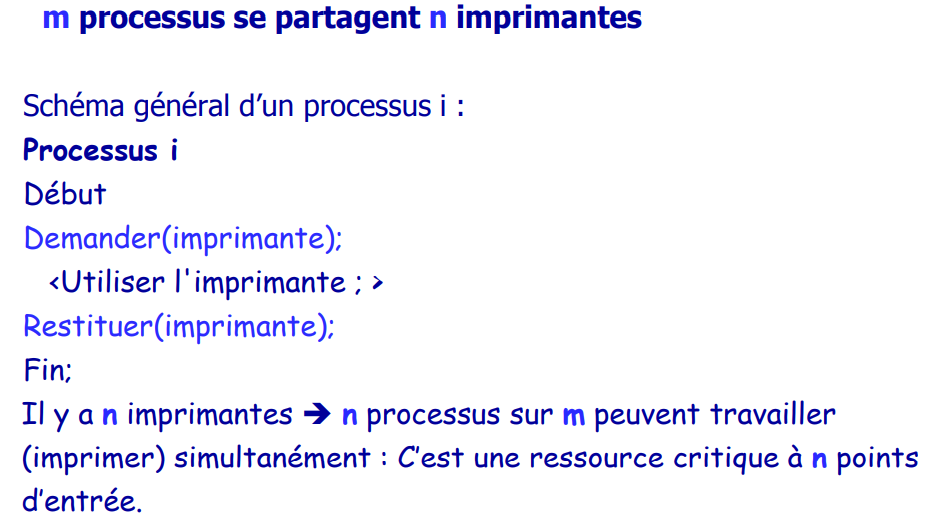 m processus se partagent n imprimantes
Schéma général d’un processus i :
Processus i
Début
Demander(imprimante);
<Utiliser l'imprimante ; >
Restituer(imprimante);
Fin;
Il y a n imprimantes ➔ n processus sur m peuvent travailler
(imprimer) simultanément : C’est une ressource critique à n points
d’entrée.